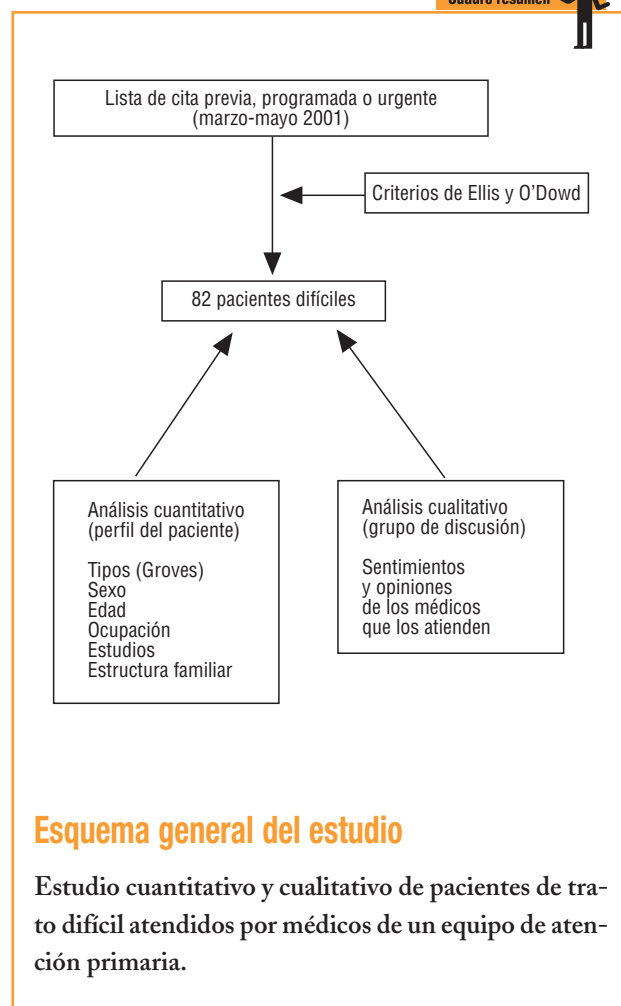 Cuadro resumen
Lista de cita previa, programada o urgente
(marzo-mayo 2001)
Criterios de Ellis y O'Dowd
82 pacientes difíciles
Análisis cuantitativo
(perfil del paciente)
Tipos (Groves)
Sexo
Edad
Ocupación
Estudios
Estructura familiar
Análisis cualitativo
(grupo de discusión)
Sentimientos
y opiniones
de los médicos
que los atienden
Esquema general del estudio
Estudio cuantitativo y cualitativo de pacientes de tra-
to difícil atendidos por médicos de un equipo de aten-
ción primaria.